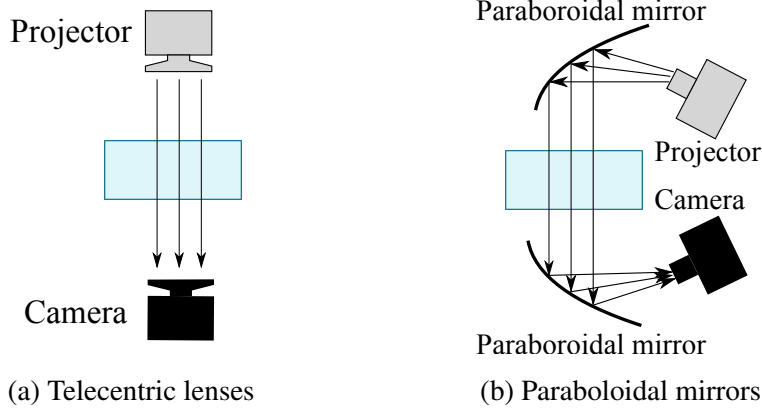 Projector
Camera
(a) Telecentric lenses
Paraboroidal mirror
Projector
Camera
Paraboroidal mirror
(b) Paraboloidal mirrors